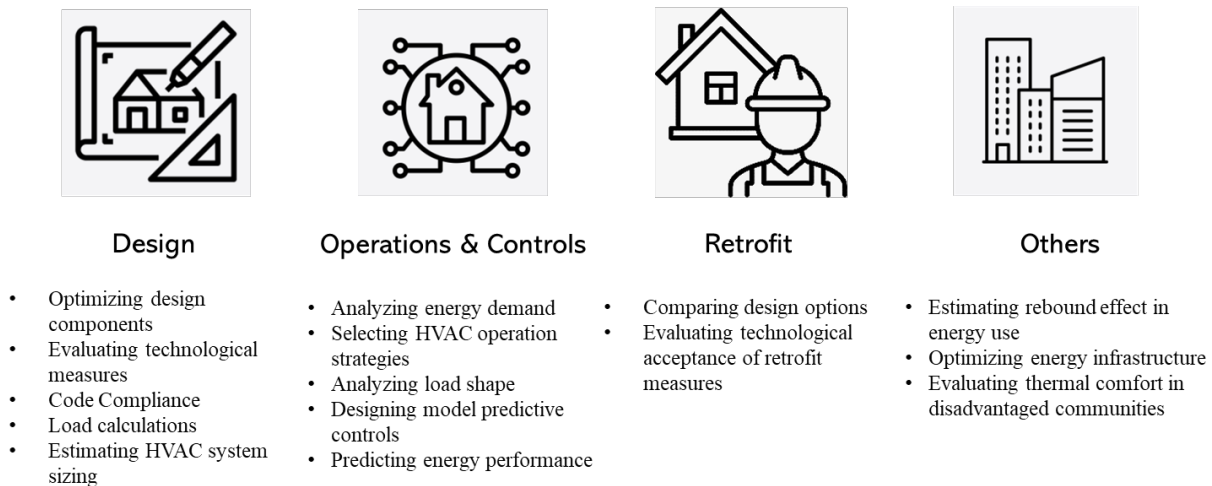 Design
• Optimizing design
components
• Evaluating technological
measures
• Code Compliance
• Load calculations
• Estimating HVAC system
sizing
Operations & Controls
• Analyzing energy demand
• Selecting HVAC operation
strategies
• Analyzing load shape
• Designing model predictive
controls
• Predicting energy performance
Retrofit
• Comparing design options
• Evaluating technological
acceptance of retrofit
measures
Others
• Estimating rebound effect in
energy use
• Optimizing energy infrastructure
• Evaluating thermal comfort in
disadvantaged communities